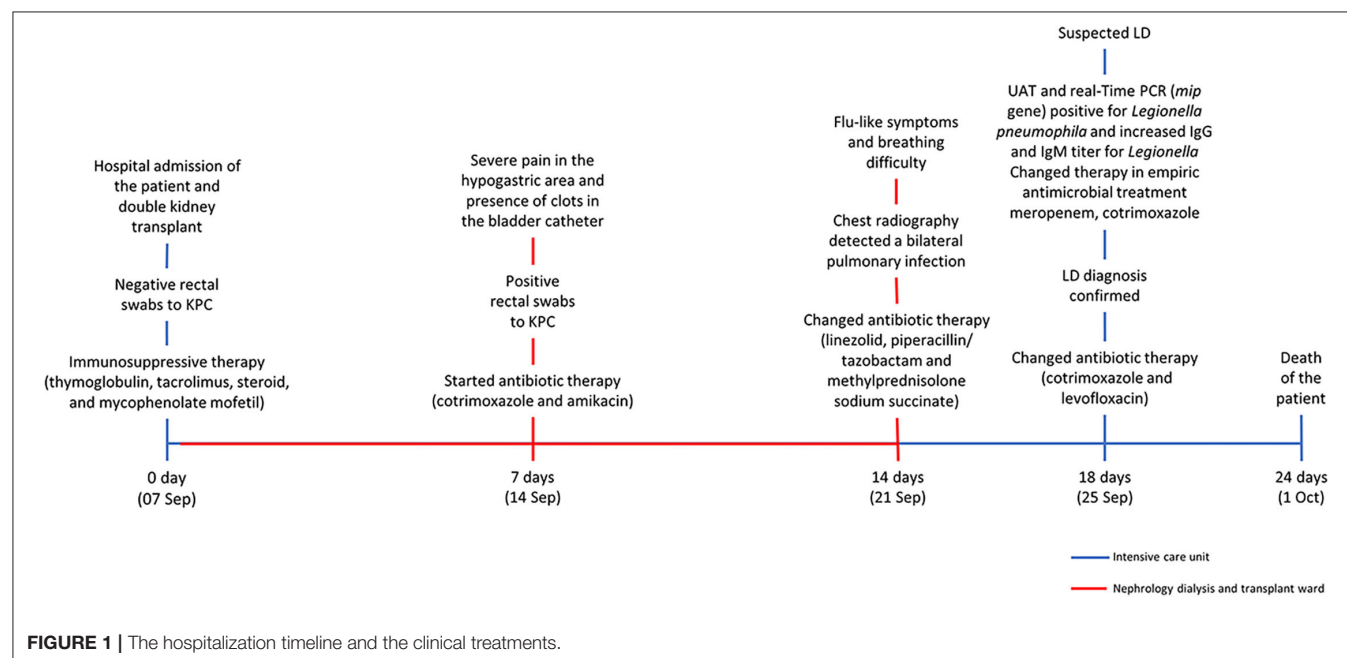 Hospital admission of
the patient and
double kidney
transplant
Negative rectal
swabs to KPC
Immunosuppressive therapy
(thymoglobulin, tacrolimus, steroid,
and mycophenolate mofetil)
0 day
(07 Sep)
Severe pain in the
hypogastric area and
presence of clots in
the bladder catheter
Positive
rectal swabs
to KPC
Started antibiotic therapy
(cotrimoxazole and amikacin)
7 days
(14 Sep)
Flu-like symptoms
and breathing
difficulty
Chest radiography
detected a bilateral
pulmonary infection
Changed antibiotic therapy
(linezolid, piperacillin/
tazobactam and
methylprednisolone
sodium succinate)
14 days
(21 Sep)
Suspected LD
UAT and real-Time PCR (mip
gene) positive for Legionella
pneumophila and increased IgG
and IgM titer for Legionella
Changed therapy in empiric
antimicrobial treatment
meropenem, cotrimoxazole
LD diagnosis
confirmed
Changed antibiotic therapy
(cotrimoxazole and
levofloxacin)
18 days
(25 Sep)
Death
of the
patient
24 days
(1 Oct)
Intensive care unit
Nephrology dialysis and transplant ward
FIGURE 1 | The hospitalization timeline and the clinical treatments.